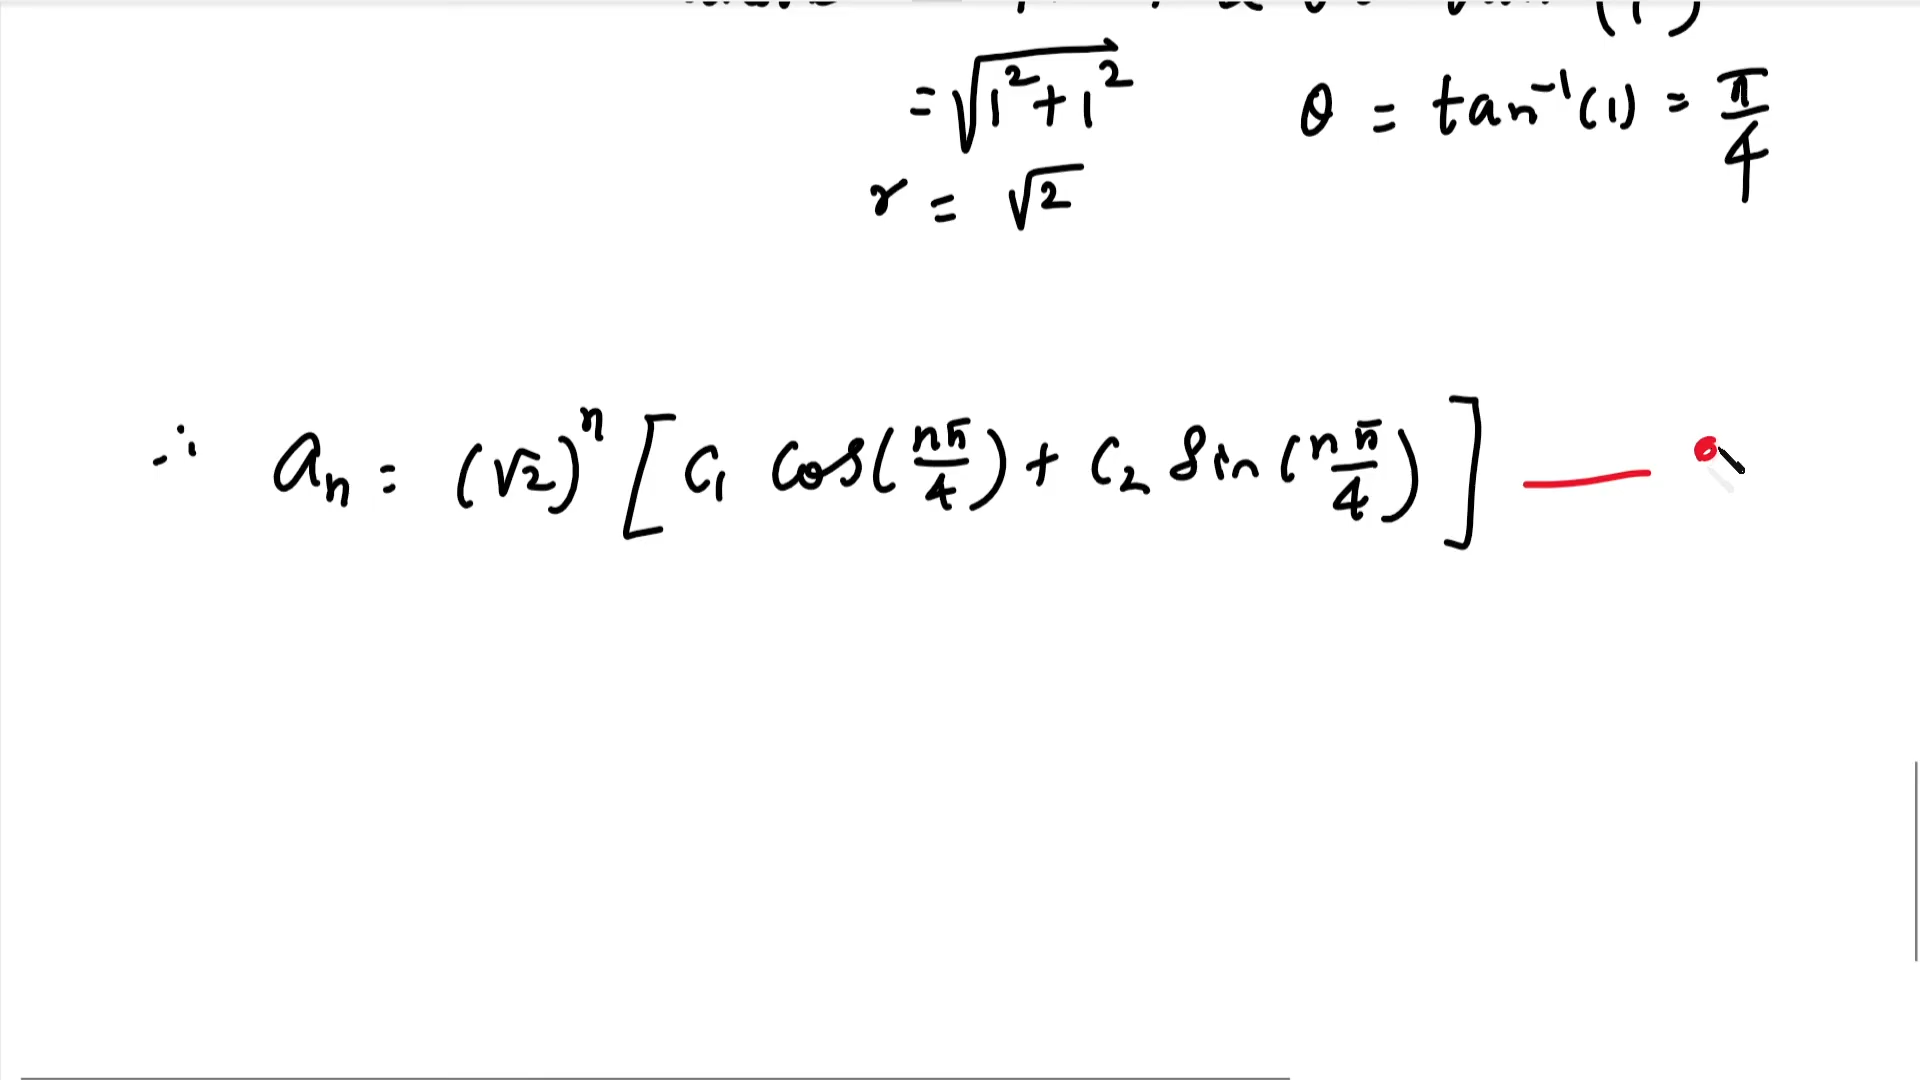 = √(1² + 1²)   θ = tan⁻¹(1) = π/4
r = √2
∴ aₙ = (√2)ⁿ [C₁ Cos(nπ/4) + C₂ Sin(nπ/4)] —